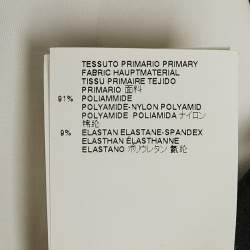 TESSUTO PRIMARIO PRIMARY
FABRIC HAUPTMATERIAL
TISSU PRIMAIRE TEJIDO
PRIMARIO 面料
91% POLIAMMIDE
POLYAMIDE-NYLON POLYAMID
POLYAMIDE POLIAMIDA ナイロン
锦纶
9% ELASTAN ELASTANE-SPANDEX
ELASTHAN ÉLASTHANNE
ELASTANO ポリウレタン 氨纶